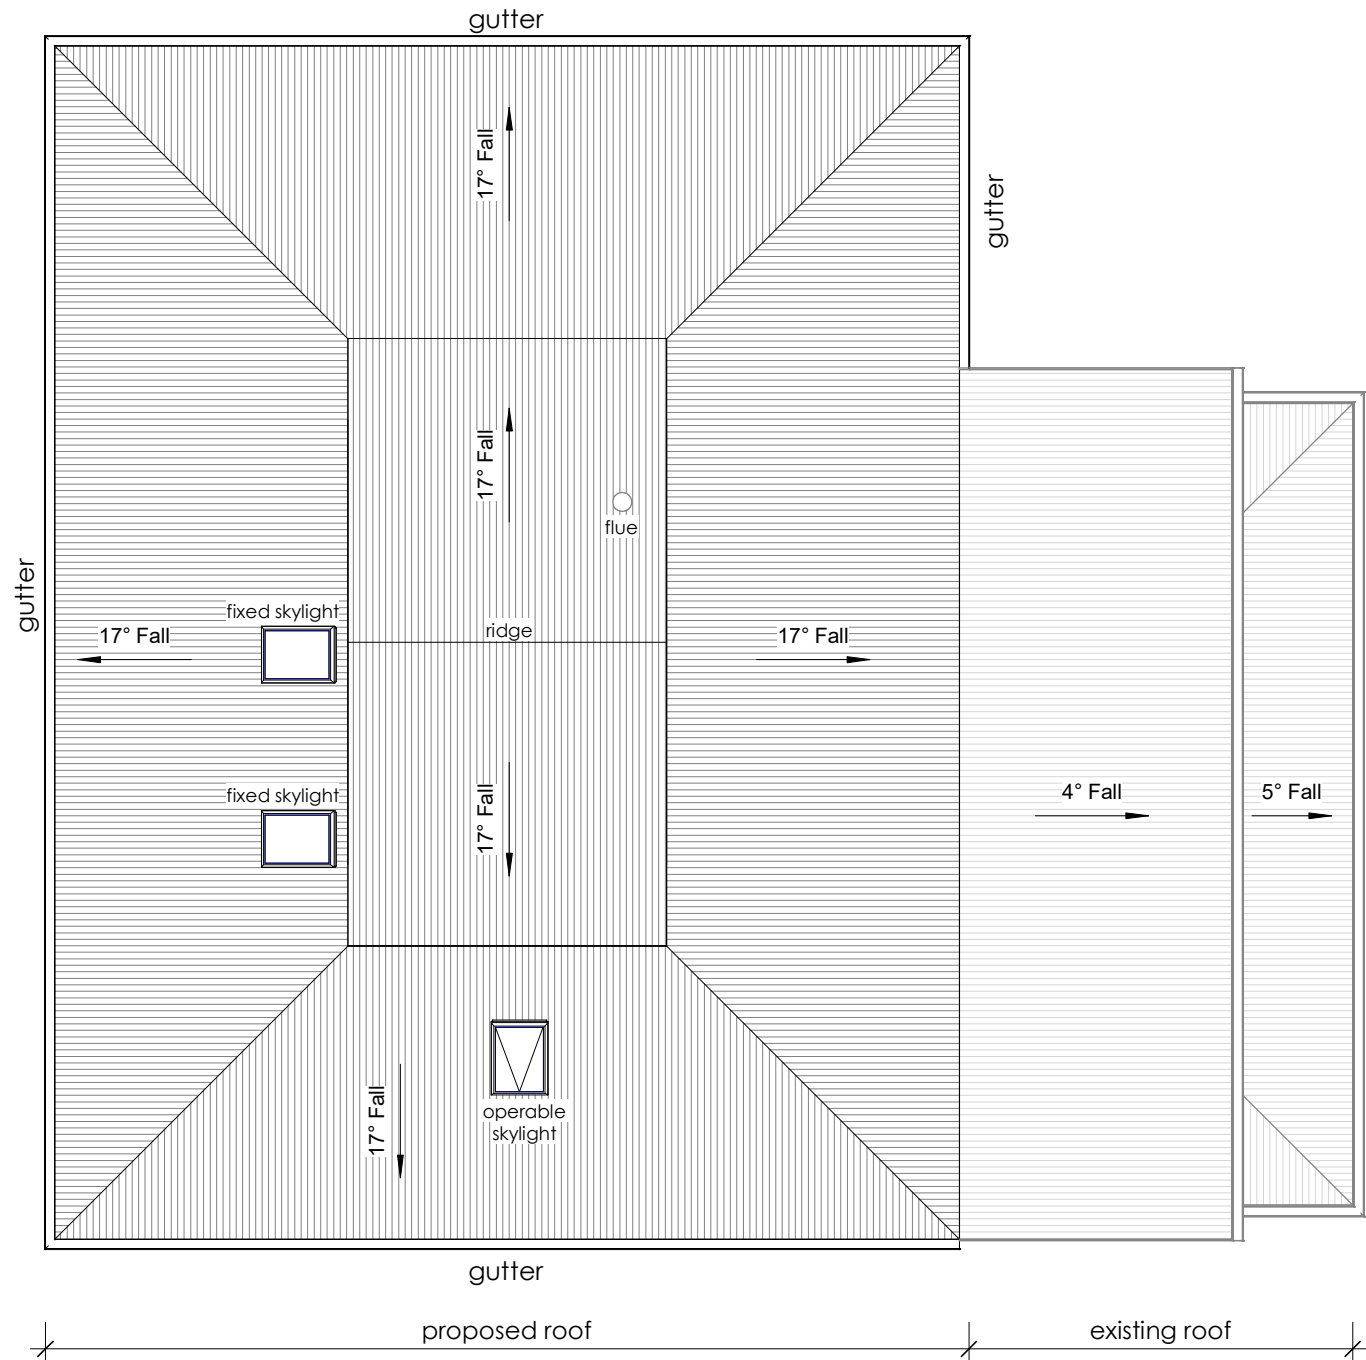 gutter
17° Fall
gutter
17° Fall
flue
gutter
fixed skylight
ridge
17° Fall
17° Fall
fixed skylight
17° Fall
4° Fall
5° Fall
17° Fall
operable
skylight
gutter
proposed roof
existing roof